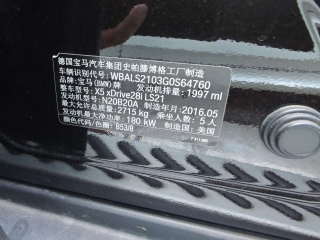 德国宝马汽车集团史帕滕博格工厂制造
车辆识别代号: WBALS2103G0S64760
品牌: 宝马(BMW)牌 发动机排量: 1997 ml
型号: X5 xDrive28i LS21
发动机型号: N20B20A 制造年月: 2016.05
最大允许总质量: 2715 kg 乘坐人数: 5 人
发动机最大净功率: 180 kW 制造国: 美国
颜色代码/色号: B53/8